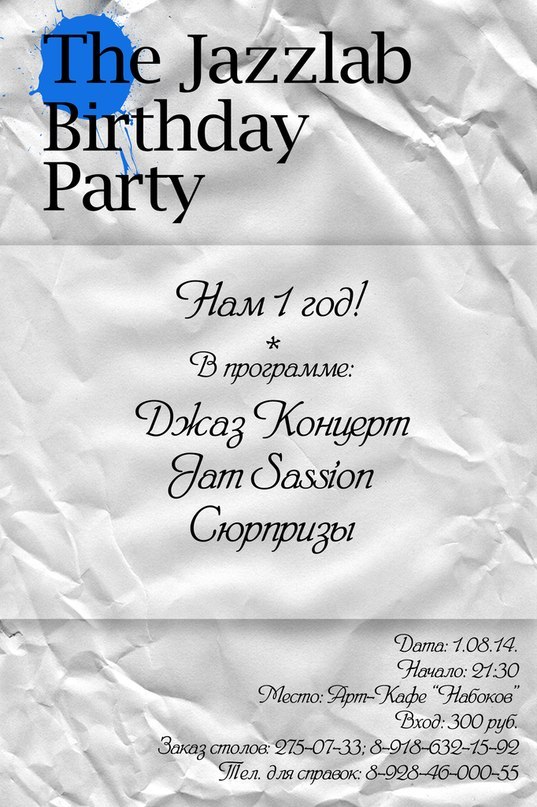 The Jazzlab
Birthday
Party
Нам 1 год!
*
В программе:
Джаз Концерт
Jam Sassion
Сюрпризы
Дата: 1.08.14.
Начало: 21:30
Место: Арт-Кафе "Набоков"
Вход: 300 руб.
Заказ столов: 275-07-33; 8-918-632-15-92
Тел. для справок: 8-928-46-000-55